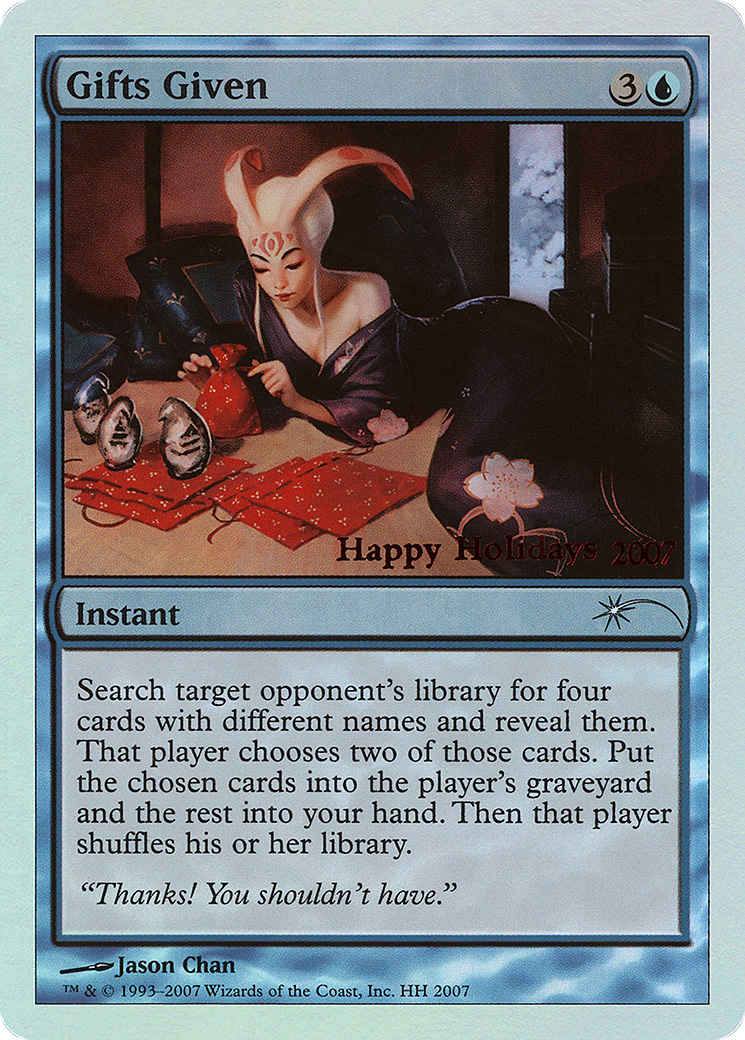 Gifts Given 3
Happy Holidays 2007
Instant
Search target opponent's library for four
cards with different names and reveal them.
That player chooses two of those cards. Put
the chosen cards into the player's graveyard
and the rest into your hand. Then that player
shuffles his or her library.
“Thanks! You shouldn't have.”
Jason Chan
™ & © 1993–2007 Wizards of the Coast, Inc. HH 2007